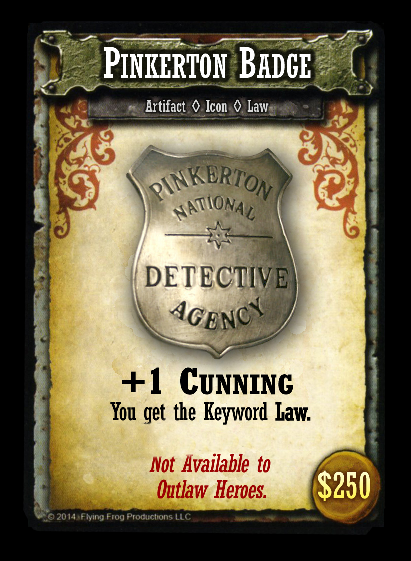 PINKERTON BADGE
Artifact ◊ Icon ◊ Law
PINKERTON
NATIONAL
DETECTIVE
AGENCY
+1 CUNNING
You get the Keyword Law.
Not Available to
Outlaw Heroes.
$250
© 2014. Flying Frog Productions LLC